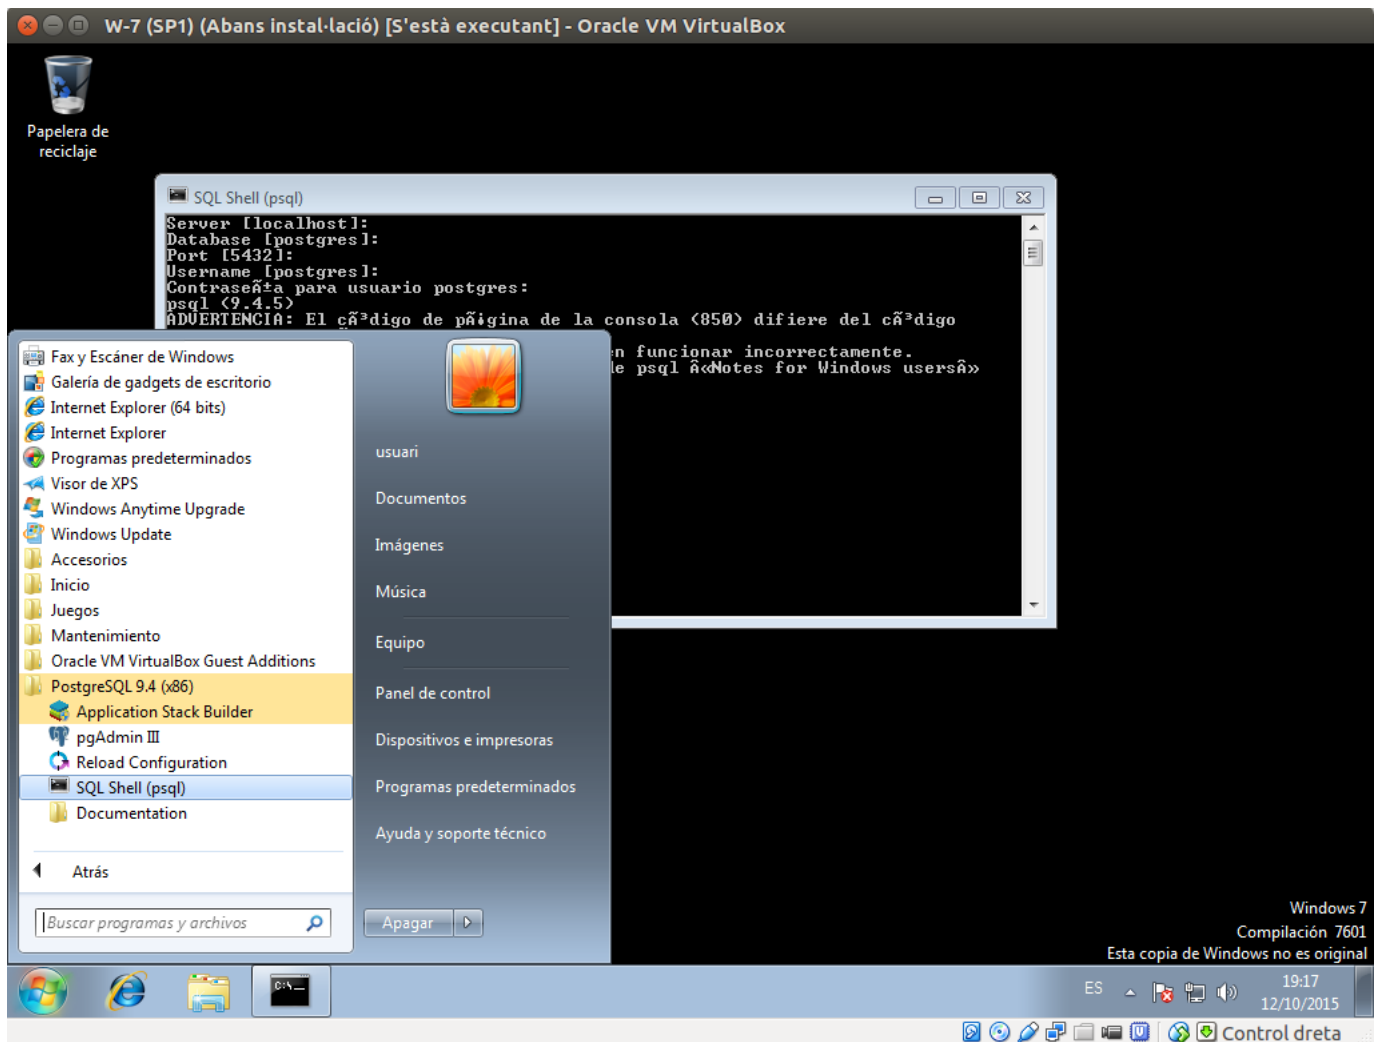 W-7 (SP1) (Abans instal·lació) [S'està executant] - Oracle VM VirtualBox
Papelera de
reciclaje
SQL Shell (psql)
Server [localhost]:
Database [postgres]:
Port [5432]:
Username [postgres]:
ContraseÃ±a para usuario postgres:
psql (9.4.5)
ADVERTENCIA: El cÃ³digo de pÃ¡gina de la consola (850) difiere del cÃ³digo
n funcionar incorrectamente.
le psql Â«Notes for Windows usersÂ»
Fax y Escáner de Windows
Galería de gadgets de escritorio
Internet Explorer (64 bits)
Internet Explorer
Programas predeterminados
Visor de XPS
Windows Anytime Upgrade
Windows Update
Accesorios
Inicio
Juegos
Mantenimiento
Oracle VM VirtualBox Guest Additions
PostgreSQL 9.4 (x86)
Application Stack Builder
pgAdmin III
Reload Configuration
SQL Shell (psql)
Documentation
Atrás
Buscar programas y archivos
usuari
Documentos
Imágenes
Música
Equipo
Panel de control
Dispositivos e impresoras
Programas predeterminados
Ayuda y soporte técnico
Apagar
Windows 7
Compilación 7601
Esta copia de Windows no es original
C:\_
ES
19:17
12/10/2015
Control dreta